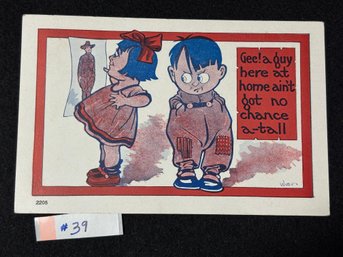 Gee! a guy
here at
home ain't
got no
chance
a-tall
2205
#39